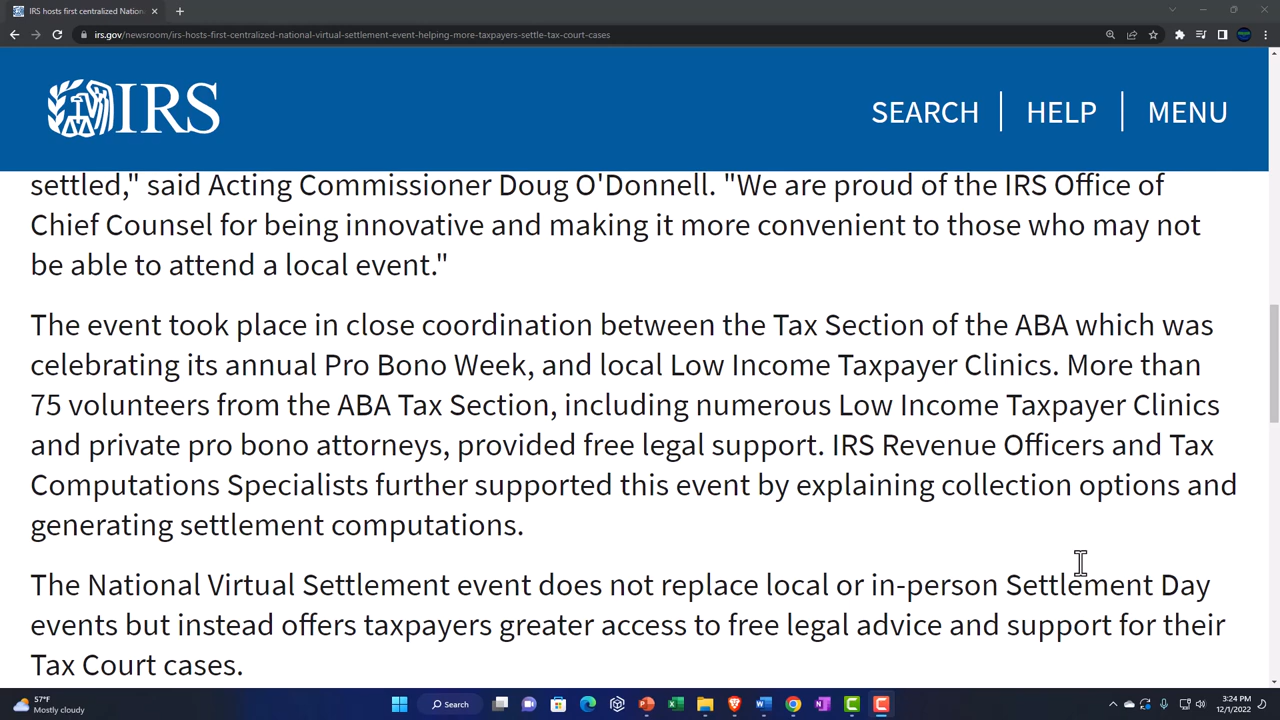 IRS hosts first centralized Nation
irs.gov/newsroom/irs-hosts-first-centralized-national-virtual-settlement-event-helping-more-taxpayers-settle-tax-court-cases
IRS
SEARCH
HELP
MENU
settled," said Acting Commissioner Doug O'Donnell. "We are proud of the IRS Office of
Chief Counsel for being innovative and making it more convenient to those who may not
be able to attend a local event."
The event took place in close coordination between the Tax Section of the ABA which was
celebrating its annual Pro Bono Week, and local Low Income Taxpayer Clinics. More than
75 volunteers from the ABA Tax Section, including numerous Low Income Taxpayer Clinics
and private pro bono attorneys, provided free legal support. IRS Revenue Officers and Tax
Computations Specialists further supported this event by explaining collection options and
generating settlement computations.
The National Virtual Settlement event does not replace local or in-person Settlement Day
events but instead offers taxpayers greater access to free legal advice and support for their
Tax Court cases.
57°F
Mostly cloudy
Search
3:24 PM
12/1/2022